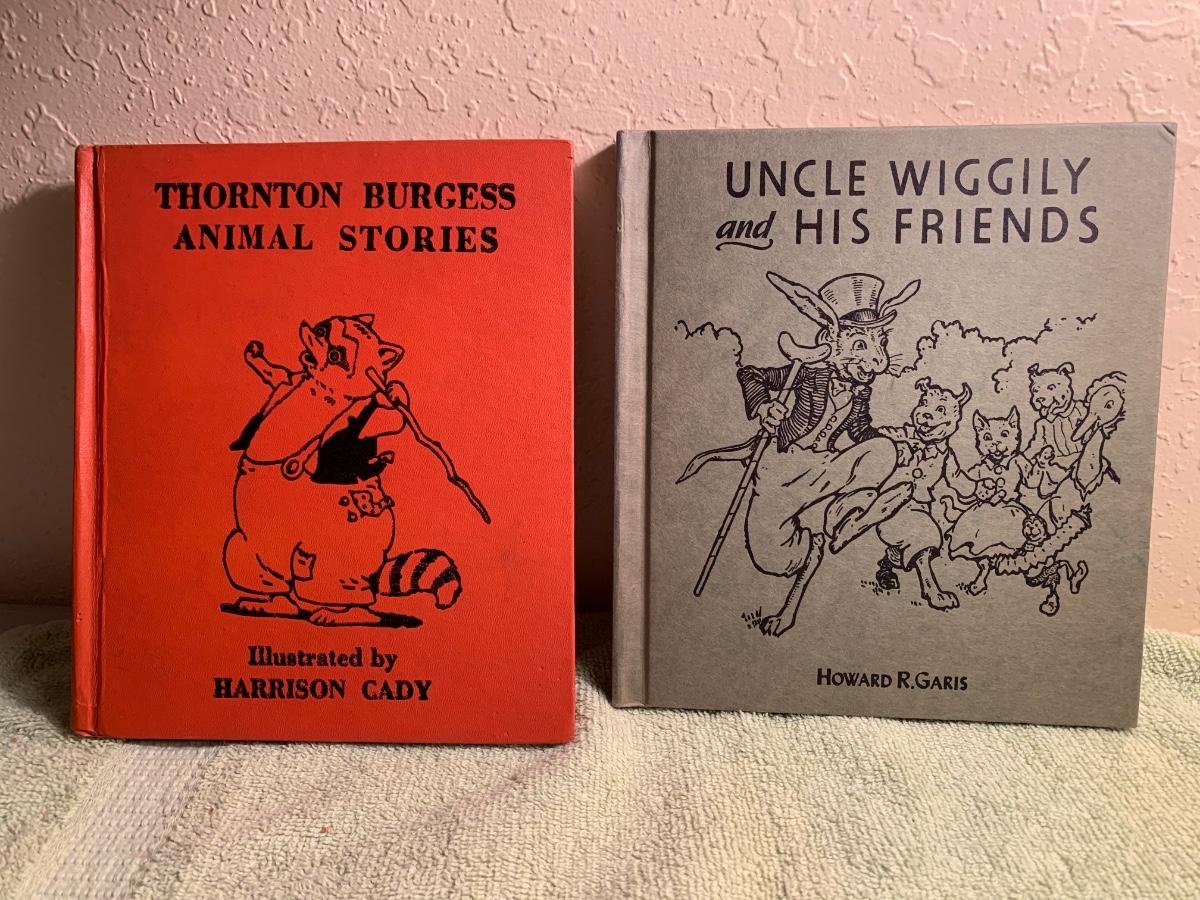 THORNTON BURGESS
ANIMAL STORIES
Illustrated by
HARRISON CADY
UNCLE WIGGILY
and HIS FRIENDS
HOWARD R. GARIS